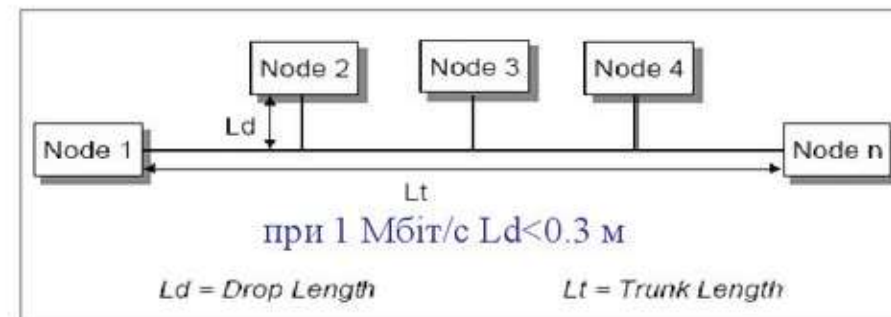 Node 2 Node 3 Node 4
Ld
Node 1 Node n
Lt
при 1 Мбіт/с Ld<0.3 м
Ld = Drop Length Lt = Trunk Length